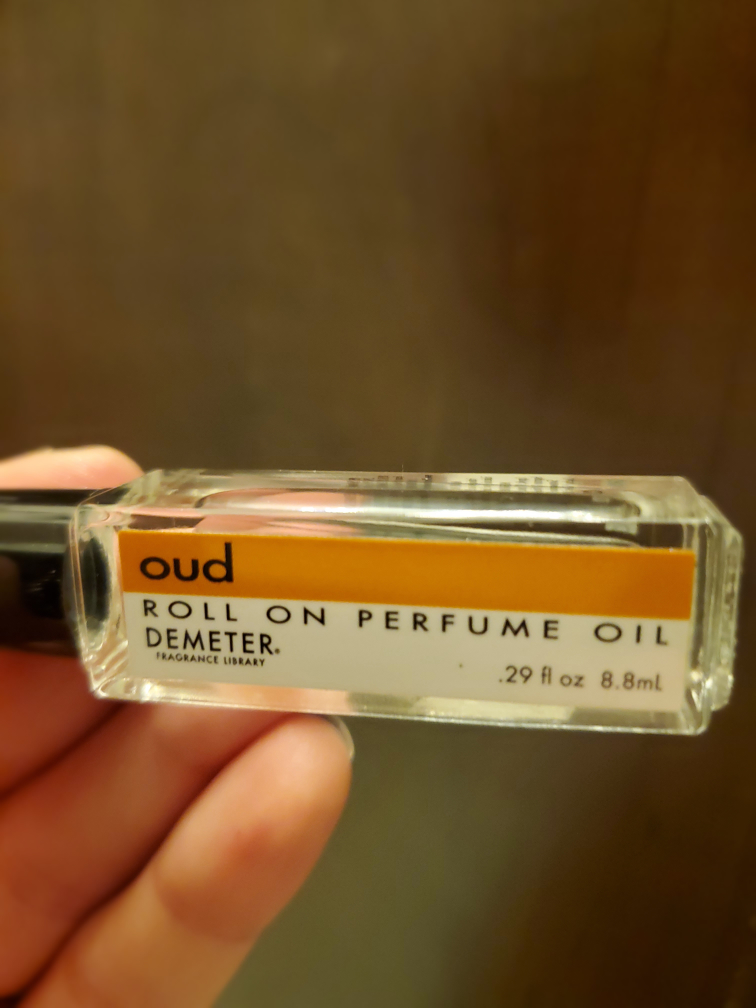 oud
ROLL ON PERFUME OIL
DEMETER®
FRAGRANCE LIBRARY
.29 fl oz 8.8mL